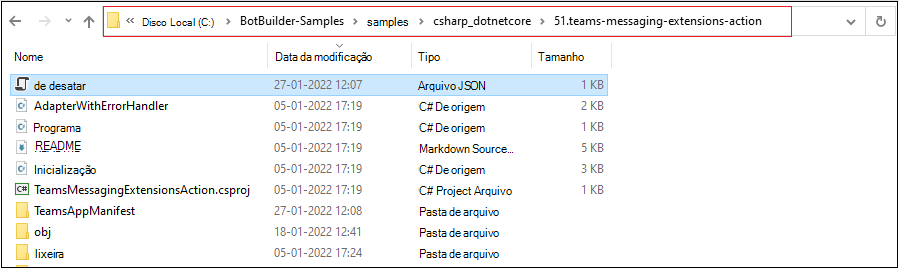 « Disco Local (C:) > BotBuilder-Samples > samples > csharp_dotnetcore > 51.teams-messaging-extensions-action
Nome Data da modificação Tipo Tamanho
de desatar 27-01-2022 12:07 Arquivo JSON 1 KB
AdapterWithErrorHandler 05-01-2022 17:19 C# De origem 2 KB
Programa 05-01-2022 17:19 C# De origem 1 KB
README 05-01-2022 17:19 Markdown Source... 5 KB
Inicialização 05-01-2022 17:19 C# De origem 3 KB
C# TeamsMessagingExtensionsAction.csproj 05-01-2022 17:19 C# Project Arquivo 1 KB
TeamsAppManifest 27-01-2022 12:08 Pasta de arquivo
obj 18-01-2022 12:41 Pasta de arquivo
lixeira 05-01-2022 17:24 Pasta de arquivo